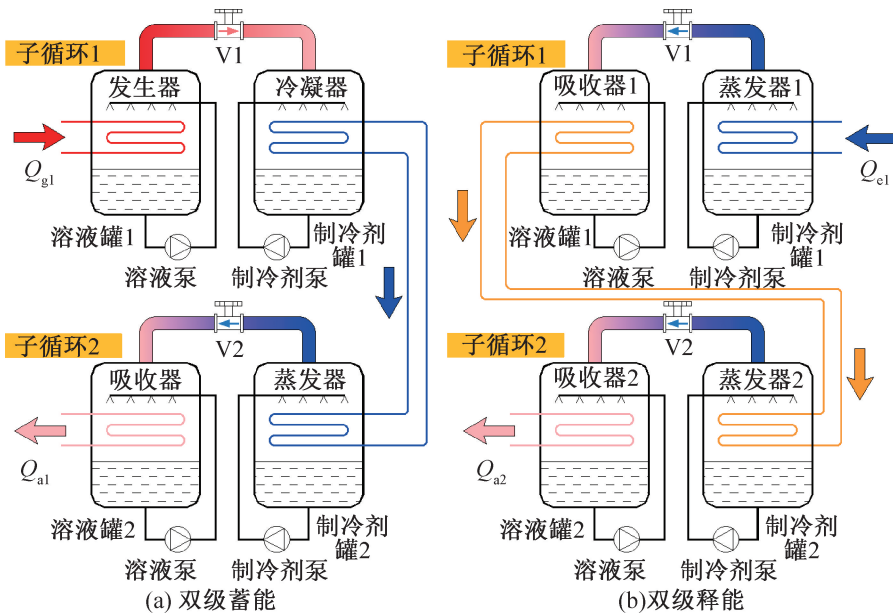 子循环1
V1
发生器
冷凝器
Qg1
溶液罐1
溶液泵
制冷剂泵
制冷剂
罐1
子循环2
V2
吸收器
蒸发器
Qa1
溶液罐2
溶液泵
制冷剂泵
制冷剂
罐2
(a) 双级蓄能
子循环1
V1
吸收器1
蒸发器1
Qe1
溶液罐1
溶液泵
制冷剂泵
制冷剂
罐1
子循环2
V2
吸收器2
蒸发器2
Qa2
溶液罐2
溶液泵
制冷剂泵
制冷剂
罐2
(b)双级释能